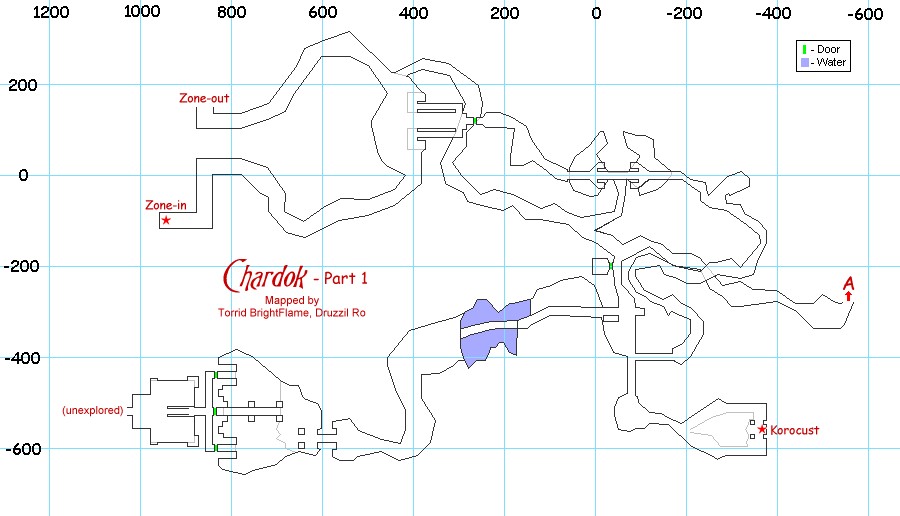 1200 1000 800 600 400 200 0 -200 -400 -600
- Door
- Water
200
Zone-out
0
Zone-in
-200
Chardok - Part 1
A
Mapped by
Torrid BrightFlame, Druzzil Ro
-400
(unexplored)
Korocust
-600